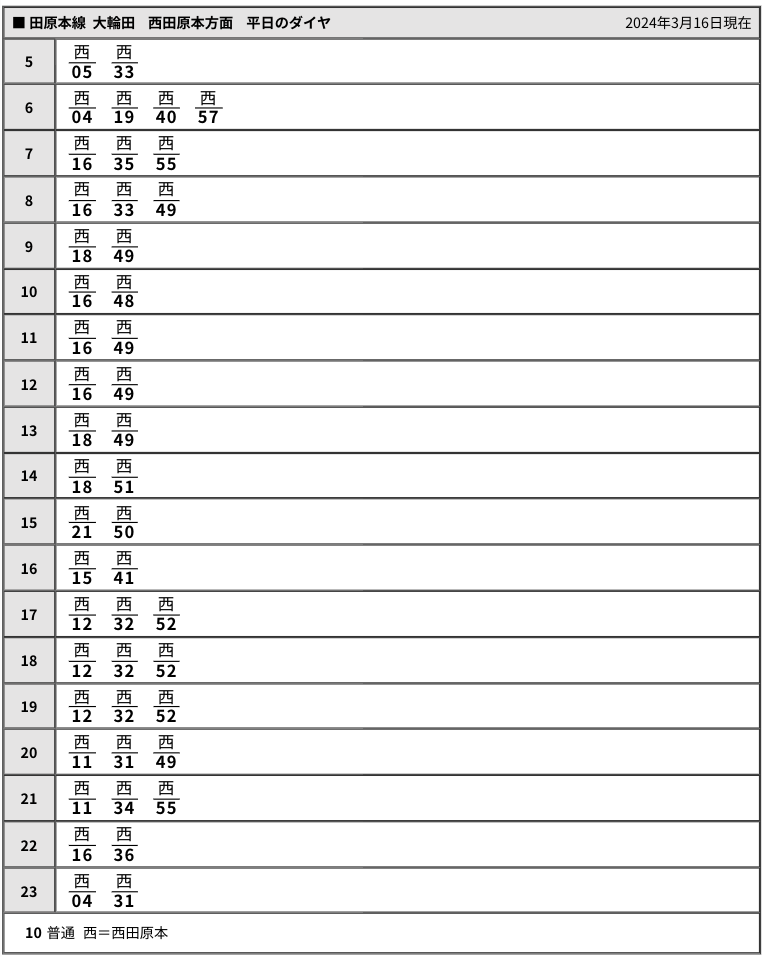 ■ 田原本線 大輪田　西田原本方面　平日のダイヤ 2024年3月16日現在
西 西
5 05 33
西 西 西 西
6 04 19 40 57
西 西 西
7 16 35 55
西 西 西
8 16 33 49
西 西
9 18 49
西 西
10 16 48
西 西
11 16 49
西 西
12 16 49
西 西
13 18 49
西 西
14 18 51
西 西
15 21 50
西 西
16 15 41
西 西 西
17 12 32 52
西 西 西
18 12 32 52
西 西 西
19 12 32 52
西 西 西
20 11 31 49
西 西 西
21 11 34 55
西 西
22 16 36
西 西
23 04 31
10 普通 西＝西田原本